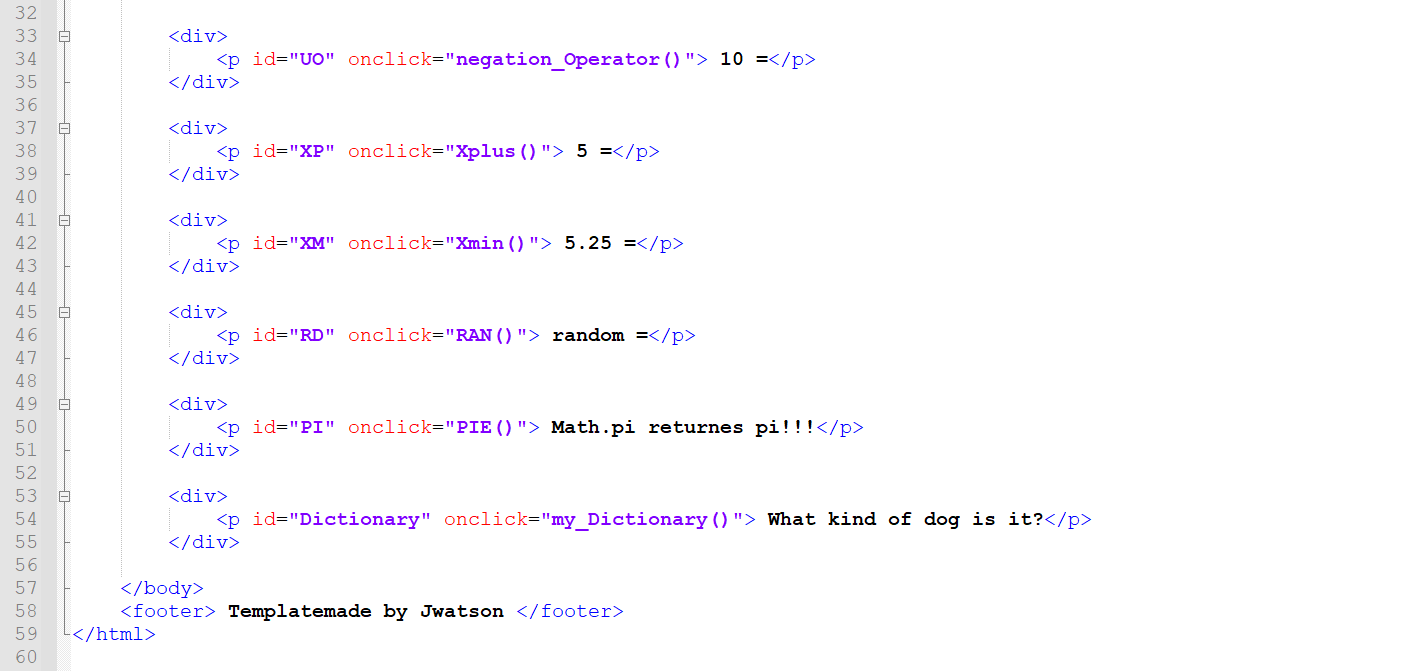 32
33 <div>
34 <p id="UO" onclick="negation_Operator()"> 10 =</p>
35 </div>
36
37 <div>
38 <p id="XP" onclick="Xplus()"> 5 =</p>
39 </div>
40
41 <div>
42 <p id="XM" onclick="Xmin()"> 5.25 =</p>
43 </div>
44
45 <div>
46 <p id="RD" onclick="RAN()"> random =</p>
47 </div>
48
49 <div>
50 <p id="PI" onclick="PIE()"> Math.pi returnes pi!!!</p>
51 </div>
52
53 <div>
54 <p id="Dictionary" onclick="my_Dictionary()"> What kind of dog is it?</p>
55 </div>
56
57 </body>
58 <footer> Templatemade by Jwatson </footer>
59 </html>
60